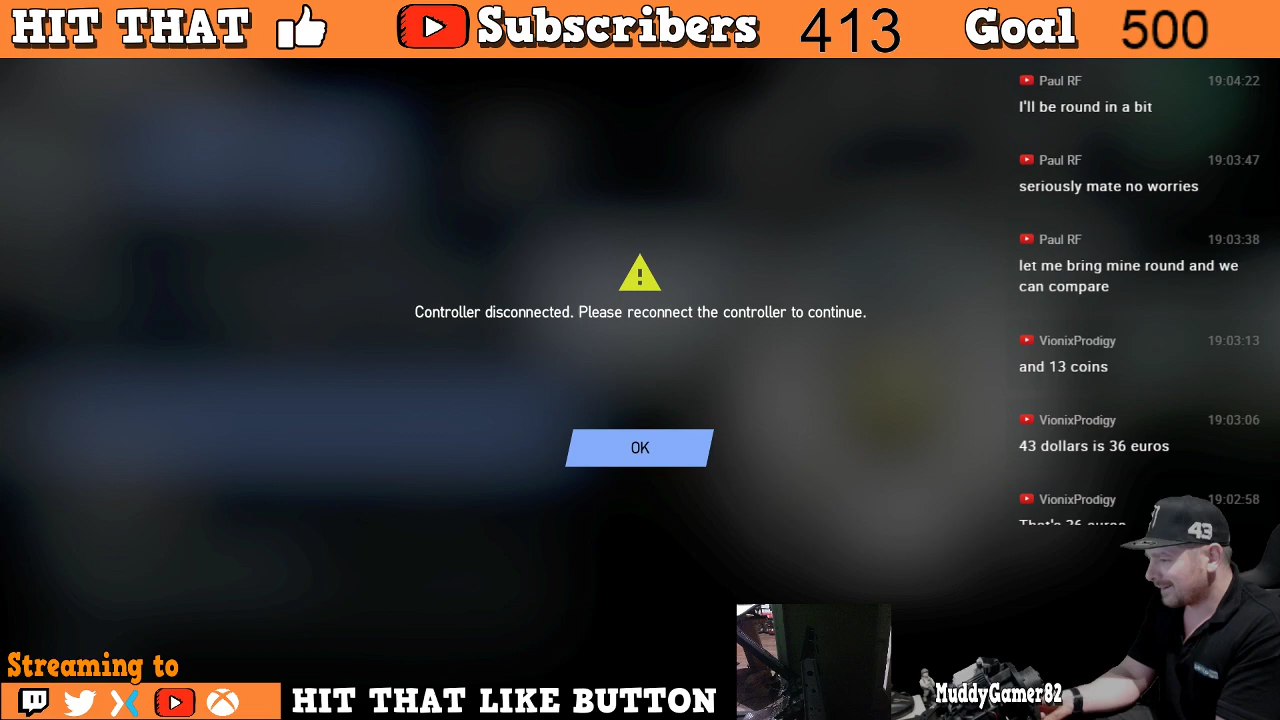 HIT THAT
Subscribers
413
Goal
500
Paul RF
19:04:22
I'll be round in a bit
Paul RF
19:03:47
seriously mate no worries
Paul RF
19:03:38
let me bring mine round and we
can compare
VionixProdigy
19:03:13
and 13 coins
VionixProdigy
19:03:06
43 dollars is 36 euros
VionixProdigy
19:02:58
That's 36 euros
Controller disconnected. Please reconnect the controller to continue.
OK
43
Streaming to
HIT THAT LIKE BUTTON
MuddyGamer82